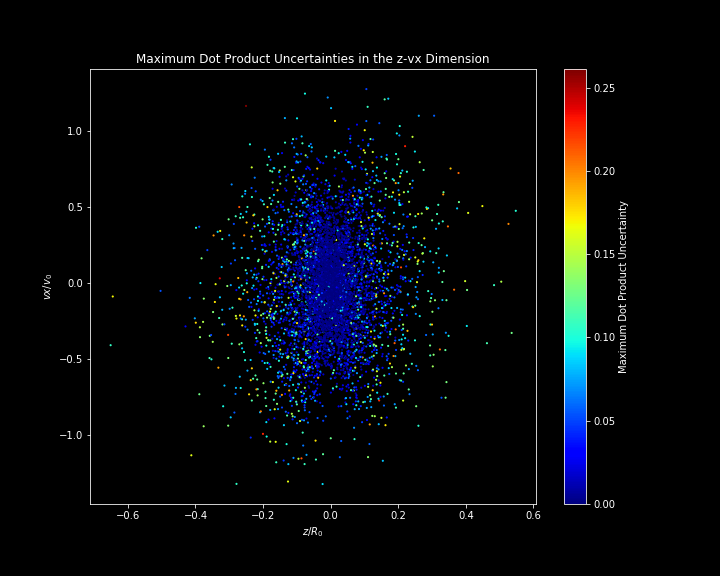 Maximum Dot Product Uncertainties in the z-vx Dimension
1.0
0.5
0.0
−0.5
−1.0
vx/v₀
−0.6 −0.4 −0.2 0.0 0.2 0.4 0.6
z/R₀
0.25
0.20
0.15
0.10
0.05
0.00
Maximum Dot Product Uncertainty